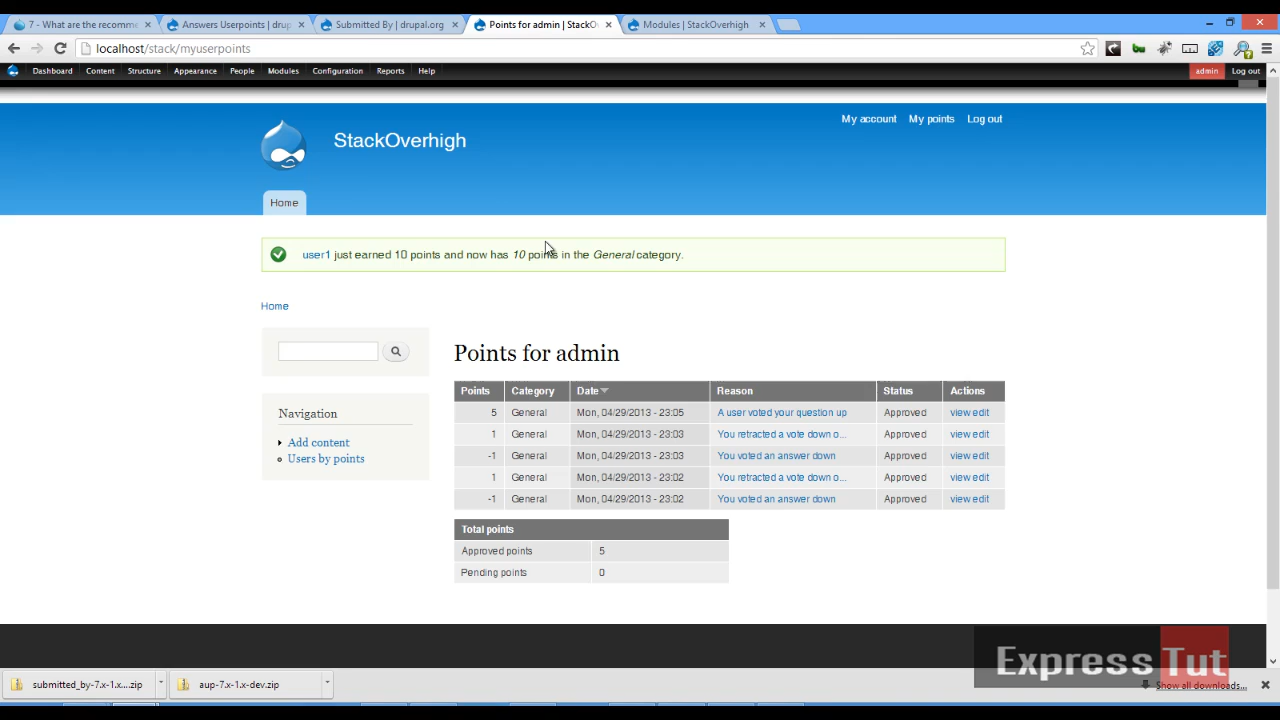 7 - What are the recomme
Answers Userpoints | drup
Submitted By | drupal.org
Points for admin | StackO
Modules | StackOverhigh
localhost/stack/myuserpoints
Dashboard Content Structure Appearance People Modules Configuration Reports Help admin Log out
My account My points Log out
StackOverhigh
Home
user1 just earned 10 points and now has 10 points in the General category.
Home
Points for admin
Points Category Date Reason Status Actions
5 General Mon, 04/29/2013 - 23:05 A user voted your question up Approved view edit
1 General Mon, 04/29/2013 - 23:03 You retracted a vote down o... Approved view edit
-1 General Mon, 04/29/2013 - 23:03 You voted an answer down Approved view edit
1 General Mon, 04/29/2013 - 23:02 You retracted a vote down o... Approved view edit
-1 General Mon, 04/29/2013 - 23:02 You voted an answer down Approved view edit
Navigation
Add content
Users by points
Total points
Approved points 5
Pending points 0
Express Tut
submitted_by-7.x-1.x....zip
aup-7.x-1.x-dev.zip
Show all downloads...